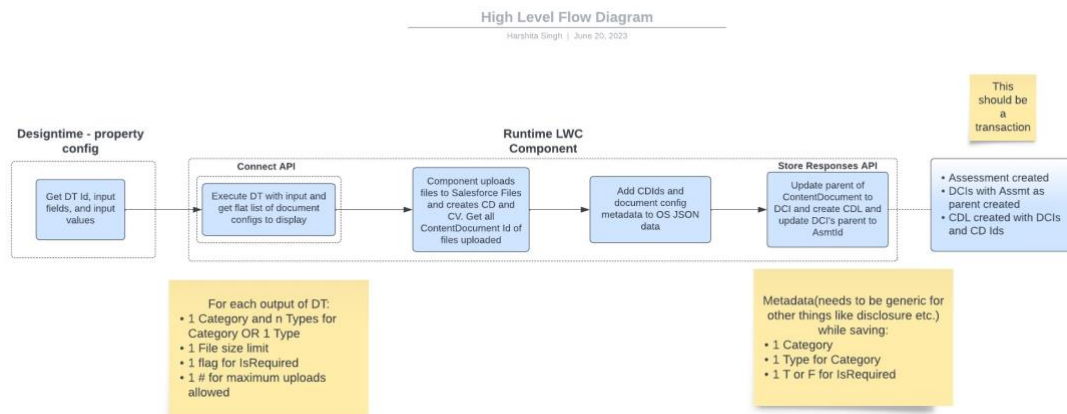 High Level Flow Diagram
Harshita Singh | June 20, 2023
This
should be
a
transaction
Designtime - property
config
Runtime LWC
Component
Connect API
Store Responses API
Get DT Id, input
fields, and input
values
Execute DT with input and
get flat list of document
configs to display
Component uploads
files to Salesforce Files
and creates CD and
CV. Get all
ContentDocument Id of
files uploaded
Add CDIds and
document config
metadata to OS JSON
data
Update parent of
ContentDocument to
DCI and create CDL and
update DCI's parent to
AsmtId
• Assessment created
• DCIs with Assmt as
parent created
• CDL created with DCIs
and CD Ids
For each output of DT:
• 1 Category and n Types for
Category OR 1 Type
• 1 File size limit
• 1 flag for IsRequired
• 1 # for maximum uploads
allowed
Metadata(needs to be generic for
other things like disclosure etc.)
while saving:
• 1 Category
• 1 Type for Category
• 1 T or F for IsRequired